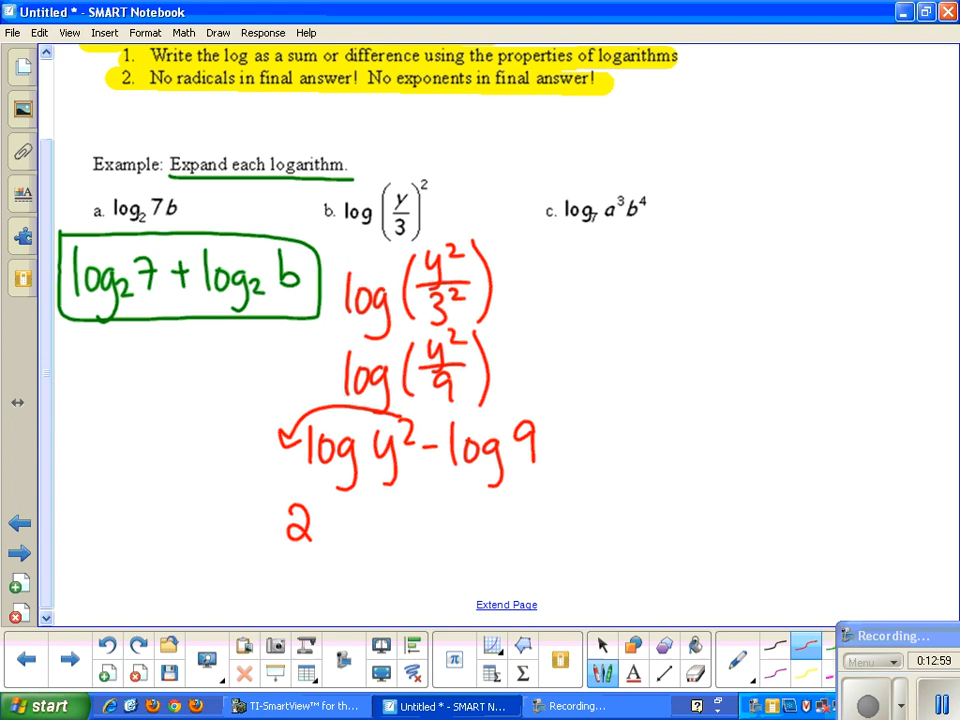 Untitled * - SMART Notebook
File Edit View Insert Format Math Draw Response Help
1. Write the log as a sum or difference using the properties of logarithms
2. No radicals in final answer! No exponents in final answer!
Example: Expand each logarithm.
a. log₂ 7b
b. log (y/3)²
c. log₇ a³b⁴
log₂ 7 + log₂ b
log (y²/3²)
log (y²/9)
log y² - log 9
2
Extend Page
Recording...
Menu
0:12:59
start
TI-SmartView™ for th...
Untitled * - SMART N...
Recording...